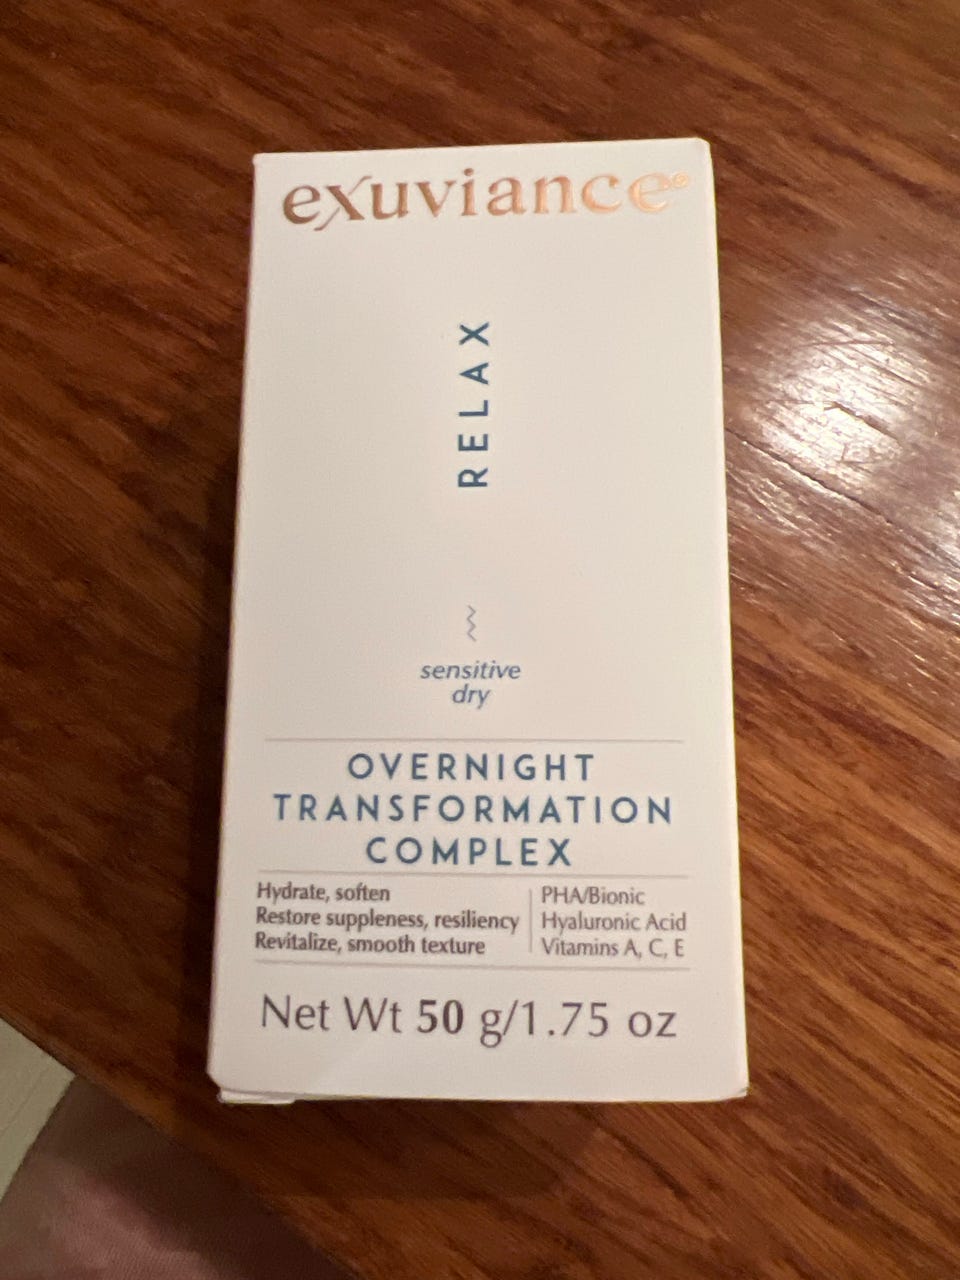 exuviance®
RELAX
sensitive
dry
OVERNIGHT
TRANSFORMATION
COMPLEX
Hydrate, soften
Restore suppleness, resiliency
Revitalize, smooth texture
PHA/Bionic
Hyaluronic Acid
Vitamins A, C, E
Net Wt 50 g/1.75 oz